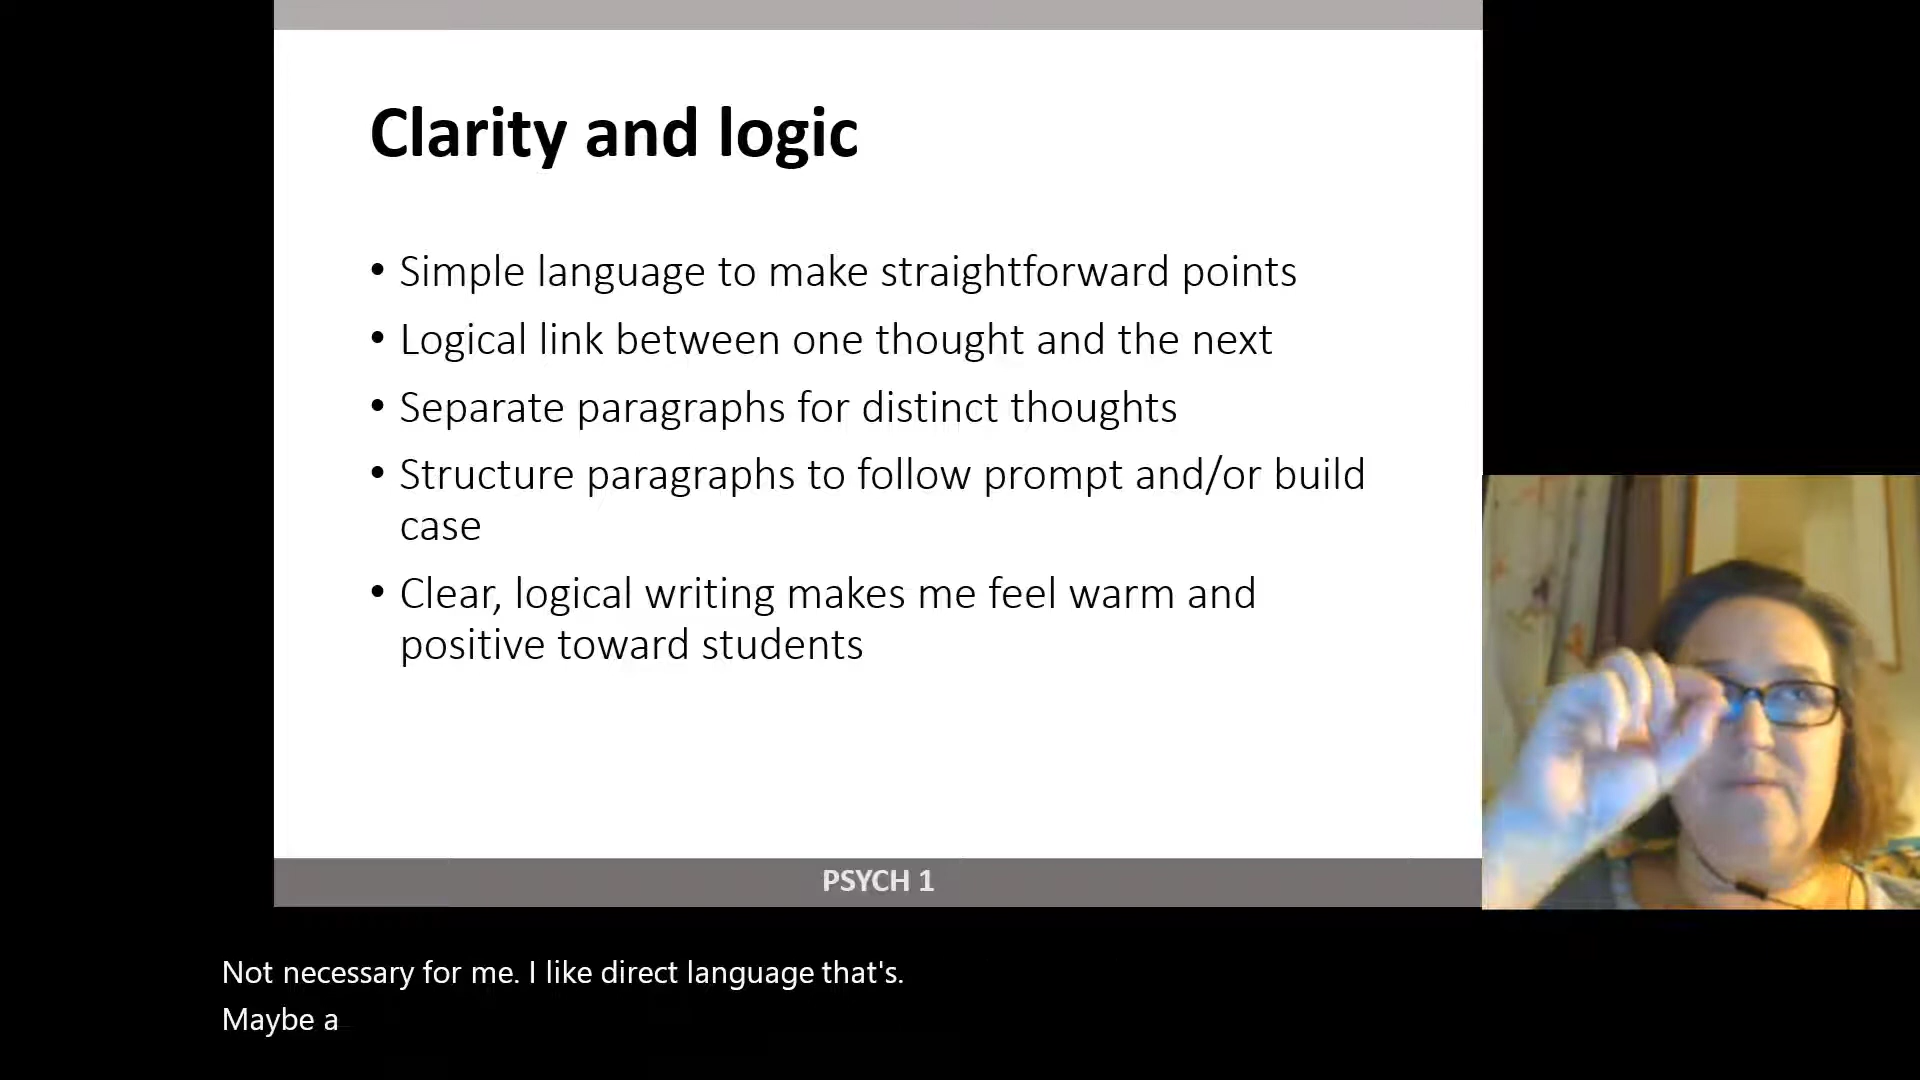 Clarity and logic
• Simple language to make straightforward points
• Logical link between one thought and the next
• Separate paragraphs for distinct thoughts
• Structure paragraphs to follow prompt and/or build
case
• Clear, logical writing makes me feel warm and
positive toward students
PSYCH 1
Not necessary for me. I like direct language that's.
Maybe a